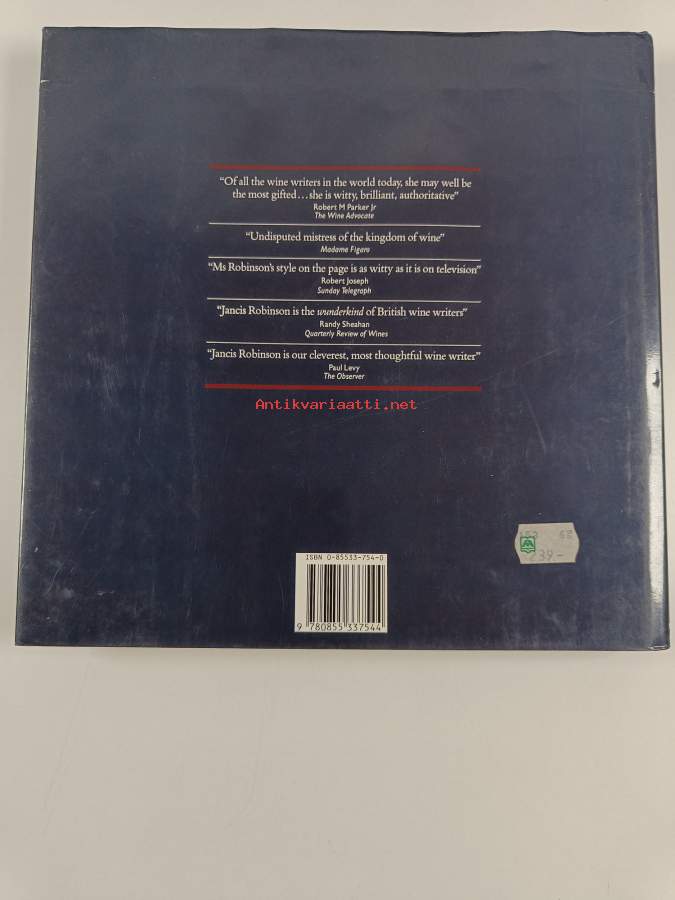 “Of all the wine writers in the world today, she may well be
the most gifted...she is witty, brilliant, authoritative”
Robert M Parker Jr
The Wine Advocate
“Undisputed mistress of the kingdom of wine”
Madame Figaro
“Ms Robinson's style on the page is as witty as it is on television”
Robert Joseph
Sunday Telegraph
“Jancis Robinson is the wunderkind of British wine writers”
Randy Sheahan
Quarterly Review of Wines
“Jancis Robinson is our cleverest, most thoughtful wine writer”
Paul Levy
The Observer
Antikvariaatti.net
239.-
ISBN 0-85533-754-0
9 780855 337544